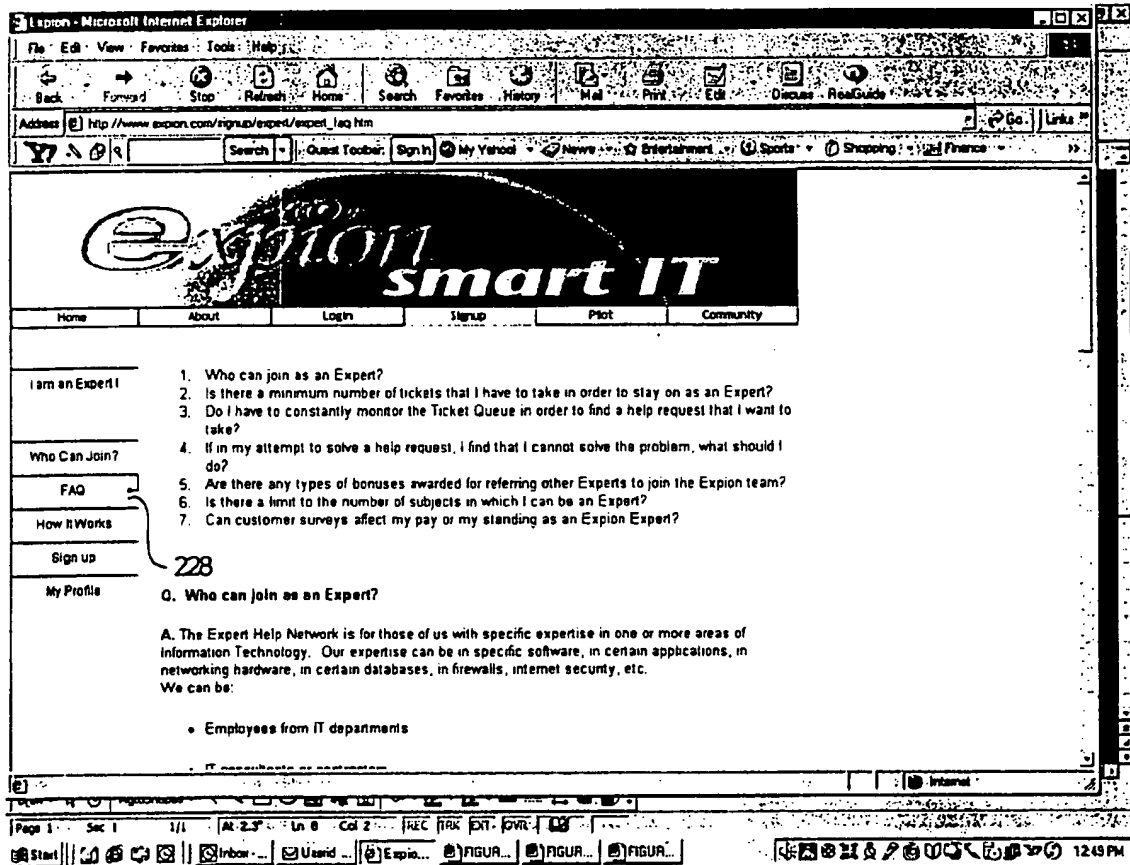 Expion - Microsoft Internet Explorer
File Edit View Favorites Tools Help
Back Forward Stop Refresh Home Search Favorites History Mail Print Edit Discuss RealGuide
Address http://www.expion.com/signup/expert/expert_faq.htm Go Links »
Y7 Search Guest Toolbar: Sign In My Yahoo! News Entertainment Sports Shopping Finance »
expion
smart IT
Home About Login Signup Pilot Community
I am an Expert!
Who Can Join?
FAQ
How It Works
Sign up
My Profile
1. Who can join as an Expert?
2. Is there a minimum number of tickets that I have to take in order to stay on as an Expert?
3. Do I have to constantly monitor the Ticket Queue in order to find a help request that I want to
take?
4. If in my attempt to solve a help request, I find that I cannot solve the problem, what should I
do?
5. Are there any types of bonuses awarded for referring other Experts to join the Expion team?
6. Is there a limit to the number of subjects in which I can be an Expert?
7. Can customer surveys affect my pay or my standing as an Expion Expert?
228
Q. Who can join as an Expert?
A. The Expert Help Network is for those of us with specific expertise in one or more areas of
Information Technology. Our expertise can be in specific software, in certain applications, in
networking hardware, in certain databases, in firewalls, internet security, etc.
We can be:
• Employees from IT departments
• IT consultants or contractors
Internet
Page 1 Sec 1 1/1 At 2.3" Ln 8 Col 2 REC TRK EXT OVR
Start Inbox -... Userid ... Expio... FIGUR... FIGUR... FIGUR... 12:49 PM